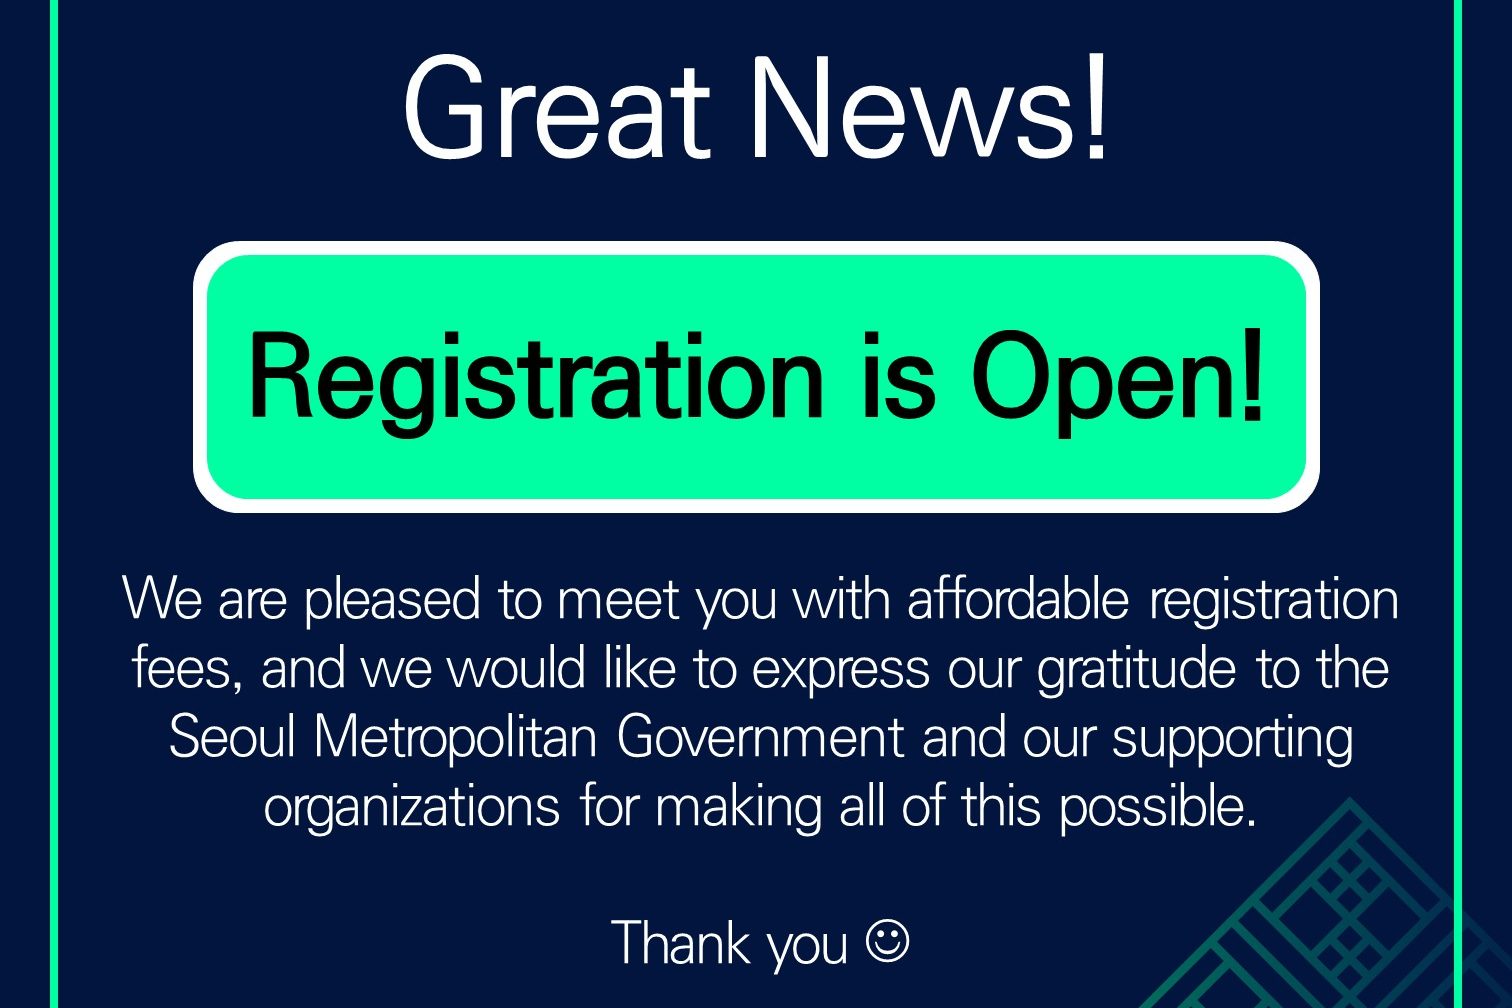 Great News!
Registration is Open!
We are pleased to meet you with affordable registration
fees, and we would like to express our gratitude to the
Seoul Metropolitan Government and our supporting
organizations for making all of this possible.
Thank you ☺